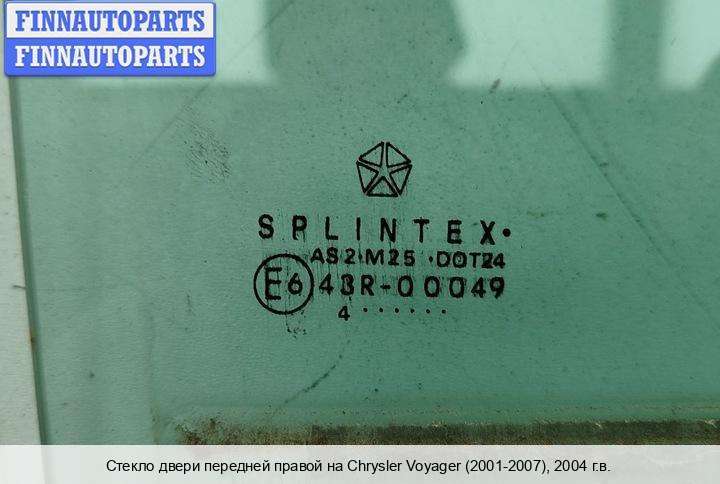 FINNAUTOPARTS
FINNAUTOPARTS
SPLINTEX·
AS2·M25 ·DOT24
E6 43R-00049
4 ······
Стекло двери передней правой на Chrysler Voyager (2001-2007), 2004 г.в.